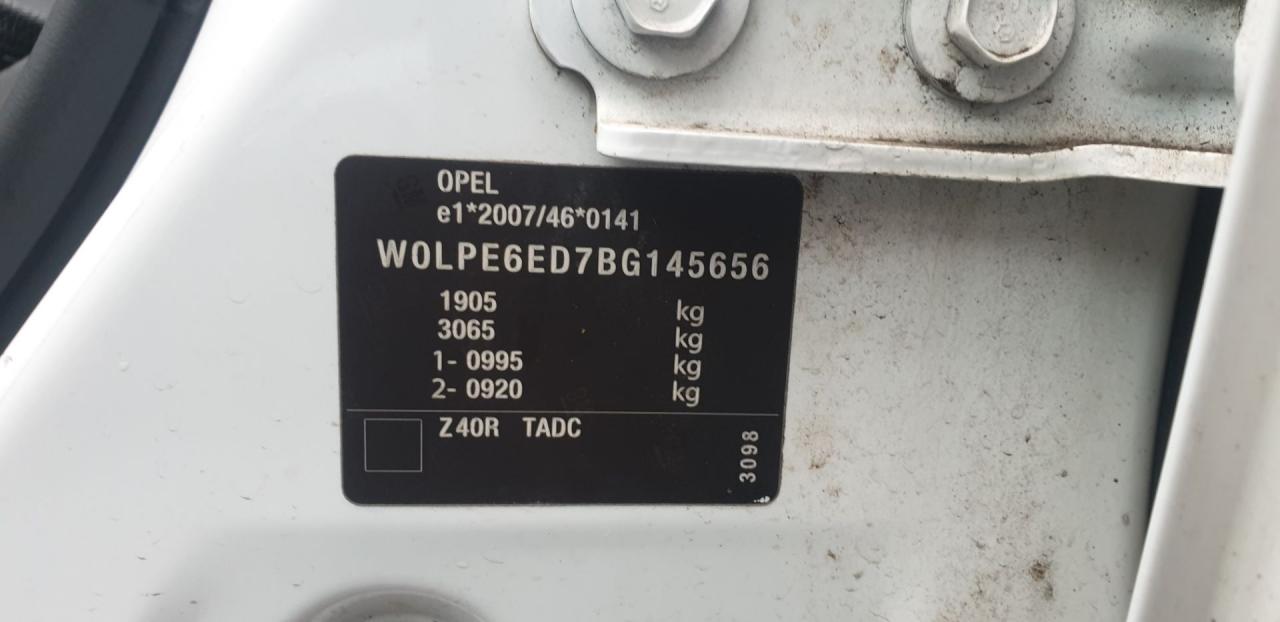 OPEL
e1*2007/46*0141
W0LPE6ED7BG145656
1905 kg
3065 kg
1- 0995 kg
2- 0920 kg
Z40R TADC
3098